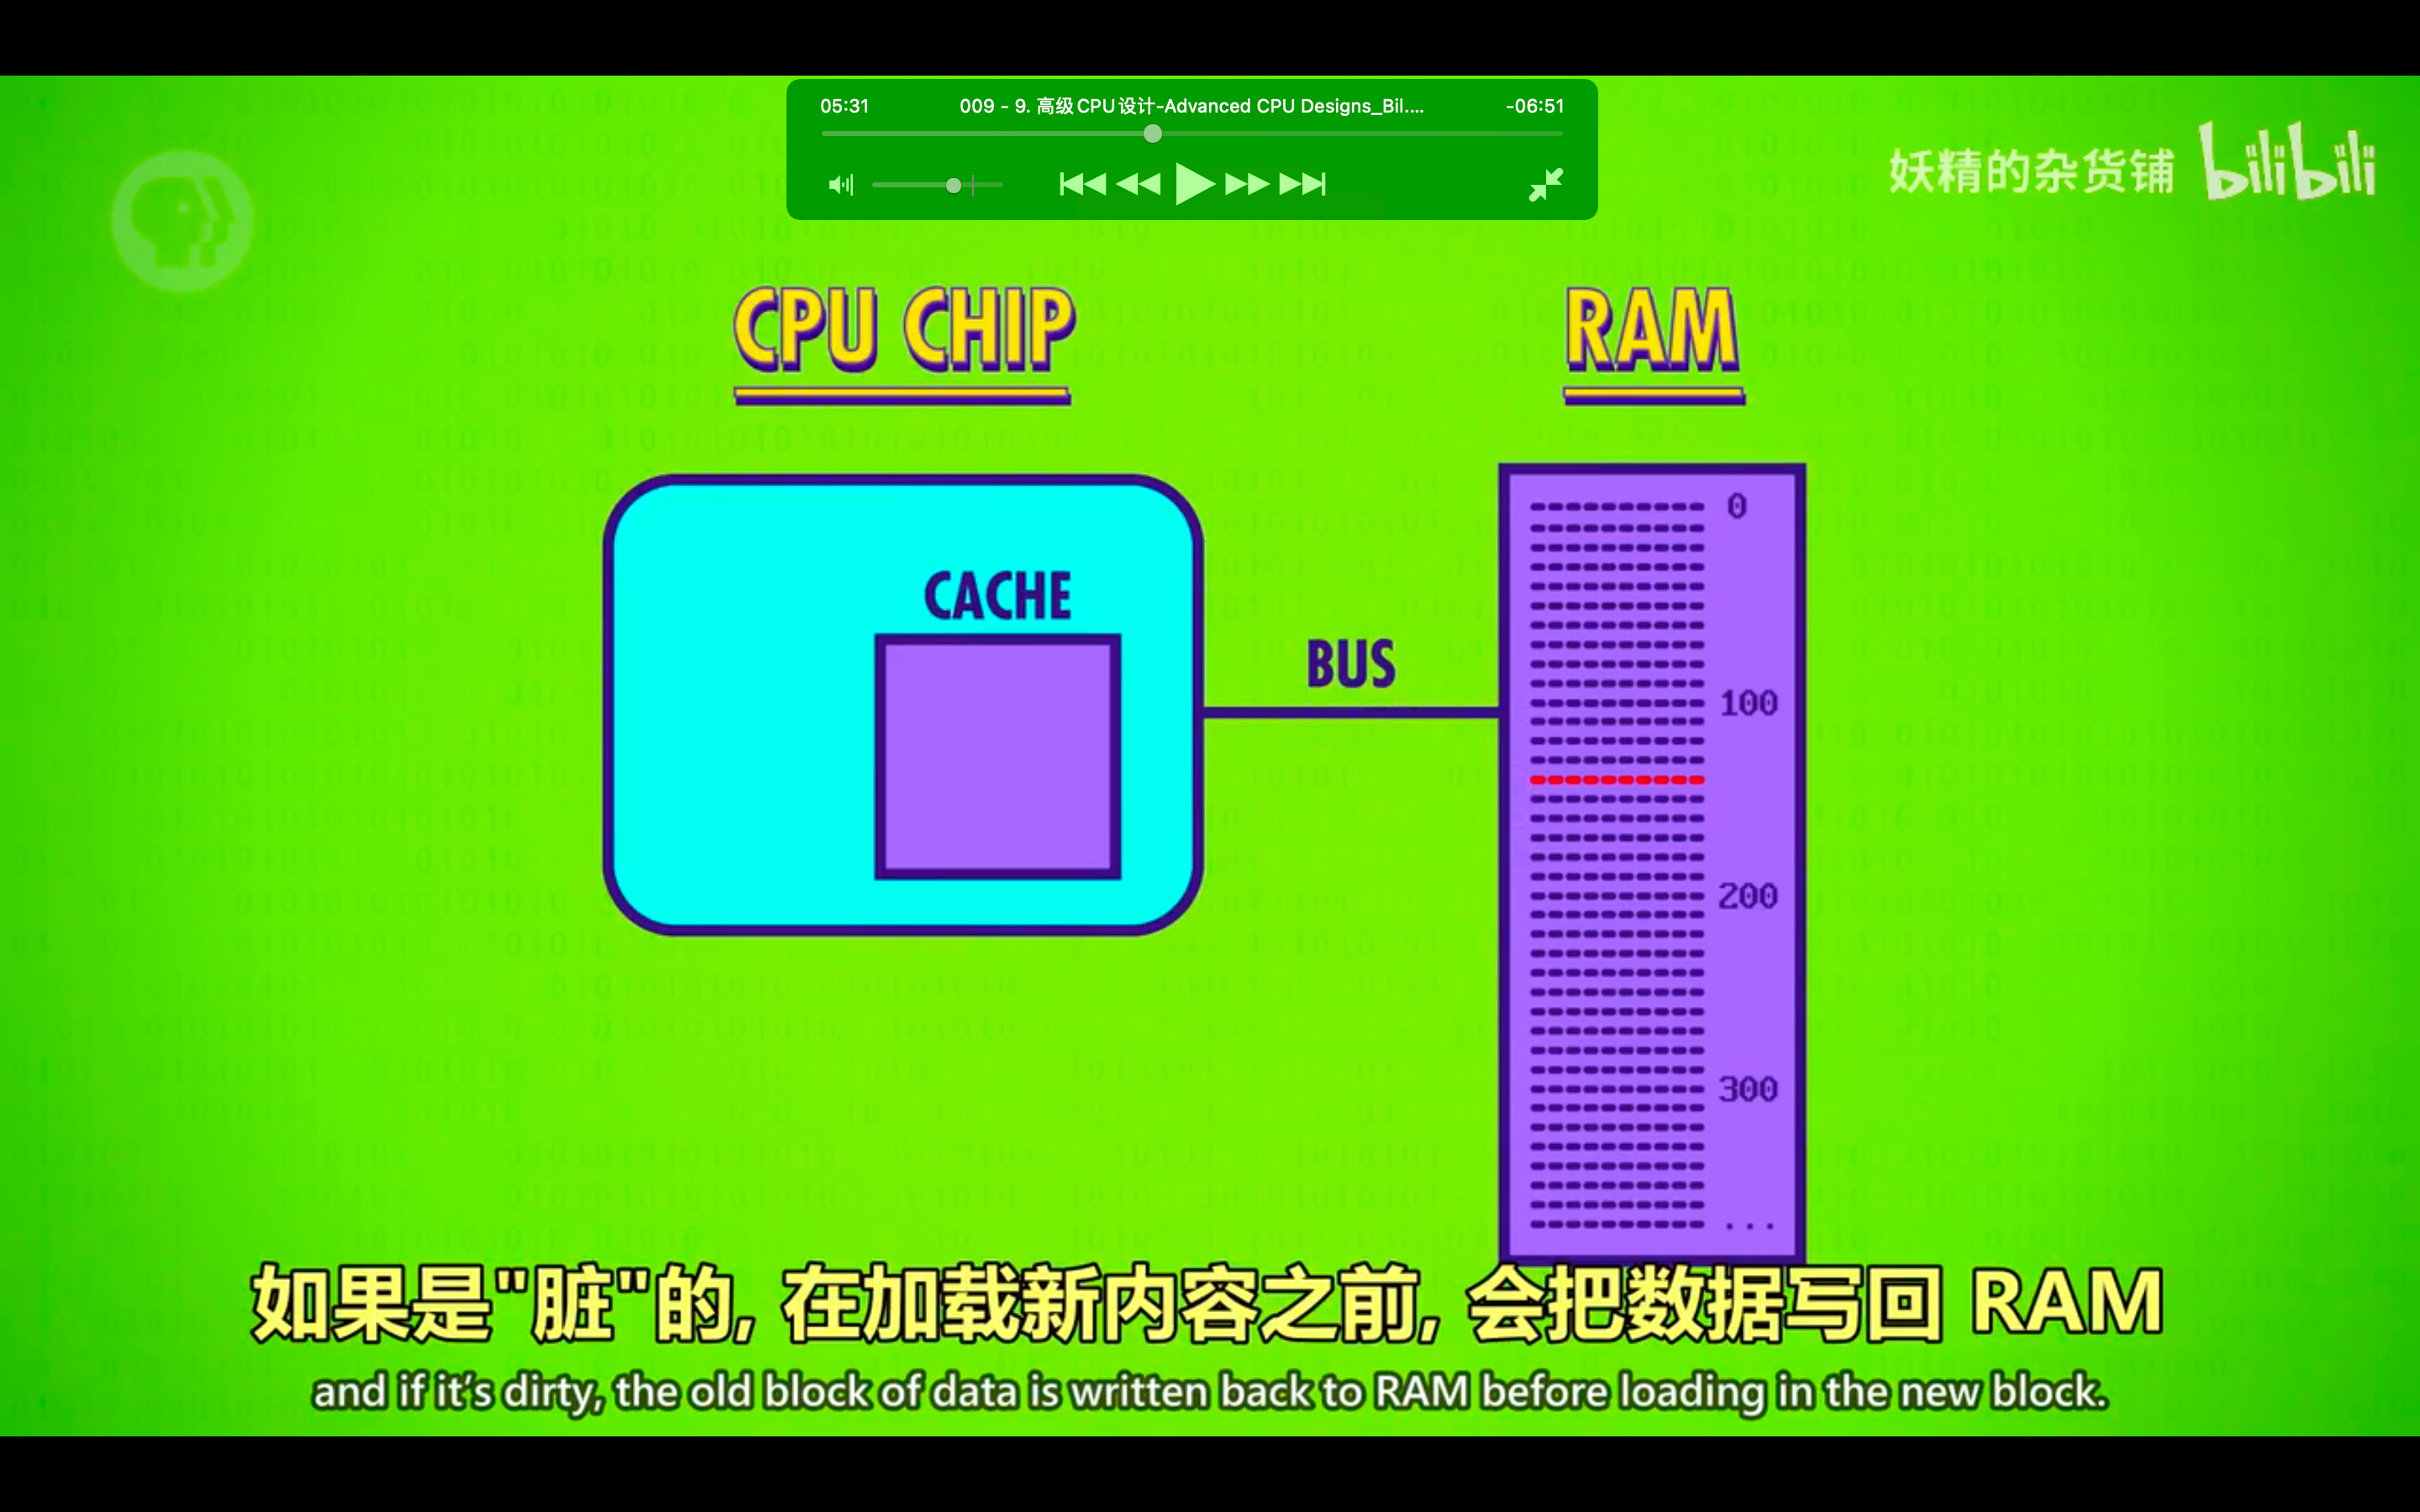 05:31 009 - 9. 高级CPU设计-Advanced CPU Designs_Bil.... -06:51
妖精的杂货铺 bilibili
CPU CHIP
RAM
CACHE
BUS
0
100
200
300
...
如果是"脏"的, 在加载新内容之前, 会把数据写回 RAM
and if it's dirty, the old block of data is written back to RAM before loading in the new block.